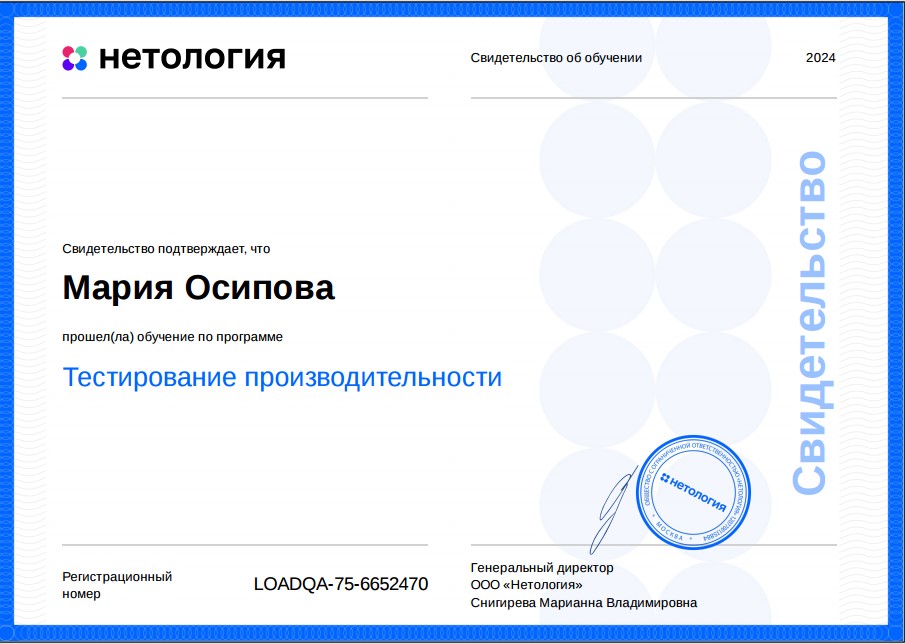 нетология
Свидетельство об обучении
2024
Свидетельство
Свидетельство подтверждает, что
Мария Осипова
прошел(ла) обучение по программе
Тестирование производительности
ОБЩЕСТВО С ОГРАНИЧЕННОЙ ОТВЕТСТВЕННОСТЬЮ «НЕТОЛОГИЯ»
нетология
* МОСКВА *
Регистрационный
номер
LOADQA-75-6652470
Генеральный директор
ООО «Нетология»
Снигирева Марианна Владимировна